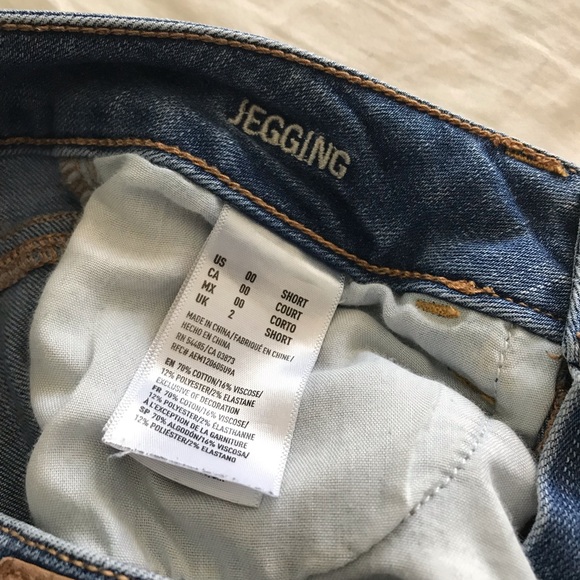 JEGGING
US 00 SHORT
CA 00 COURT
MX 00 CORTO
UK 2 SHORT
MADE IN CHINA/FABRIQUÉ EN CHINE/
HECHO EN CHINA
RN 54485/CA 03873
RFC# AEM120605U9A
EN 70% COTTON/16% VISCOSE/
12% POLYESTER/2% ELASTANE
EXCLUSIVE OF DECORATION
FR 70% COTON/16% VISCOSE/
12% POLYESTER/2% ÉLASTHANNE
À L'EXCEPTION DE LA GARNITURE
SP 70% ALGODÓN/16% VISCOSA/
12% POLIÉSTER/2% ELASTANO